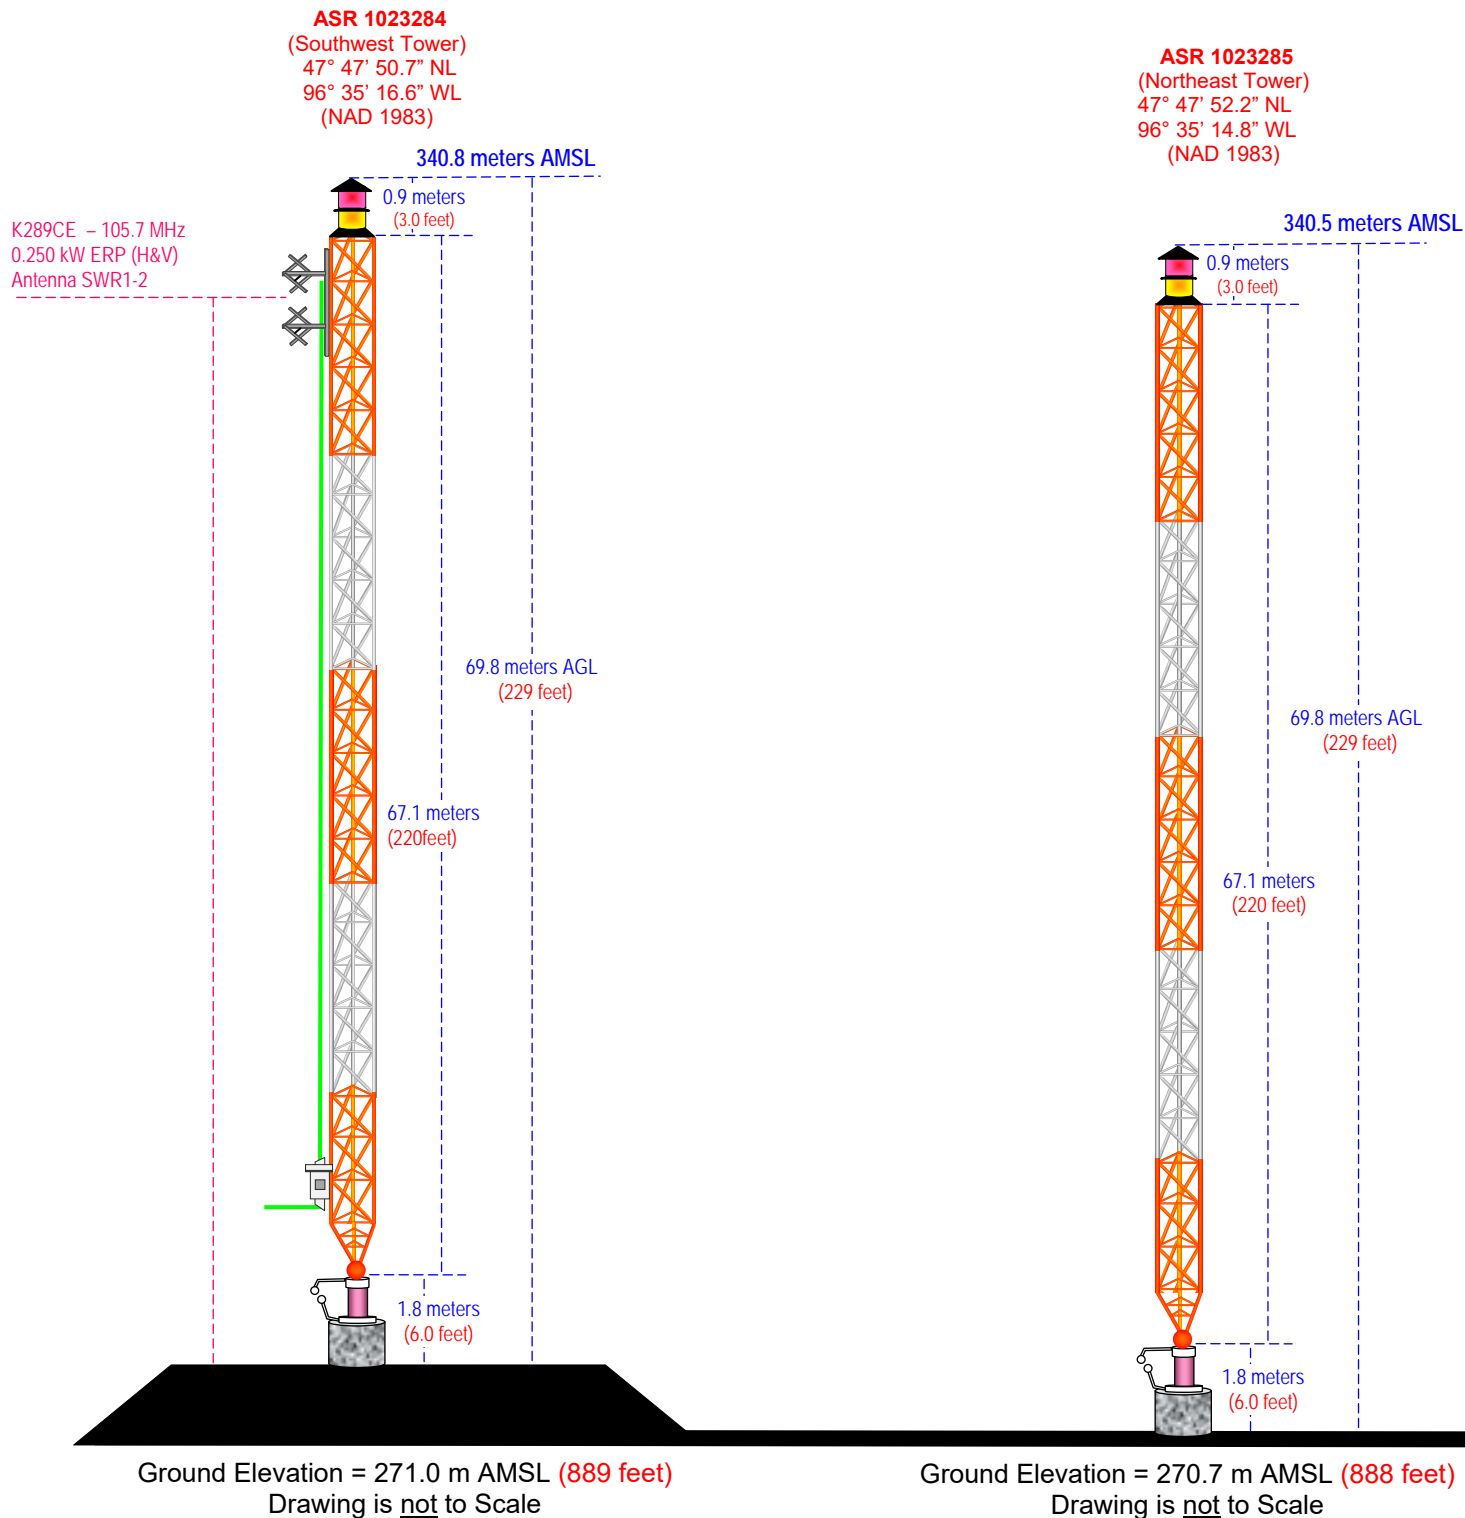 ASR 1023284
(Southwest Tower)
47° 47’ 50.7” NL
96° 35’ 16.6” WL
(NAD 1983)
340.8 meters AMSL
0.9 meters
(3.0 feet)
K289CE – 105.7 MHz
0.250 kW ERP (H&V)
Antenna SWR1-2
69.8 meters AGL
(229 feet)
67.1 meters
(220feet)
1.8 meters
(6.0 feet)
Ground Elevation = 271.0 m AMSL (889 feet)
Drawing is not to Scale
ASR 1023285
(Northeast Tower)
47° 47’ 52.2” NL
96° 35’ 14.8” WL
(NAD 1983)
340.5 meters AMSL
0.9 meters
(3.0 feet)
69.8 meters AGL
(229 feet)
67.1 meters
(220 feet)
1.8 meters
(6.0 feet)
Ground Elevation = 270.7 m AMSL (888 feet)
Drawing is not to Scale